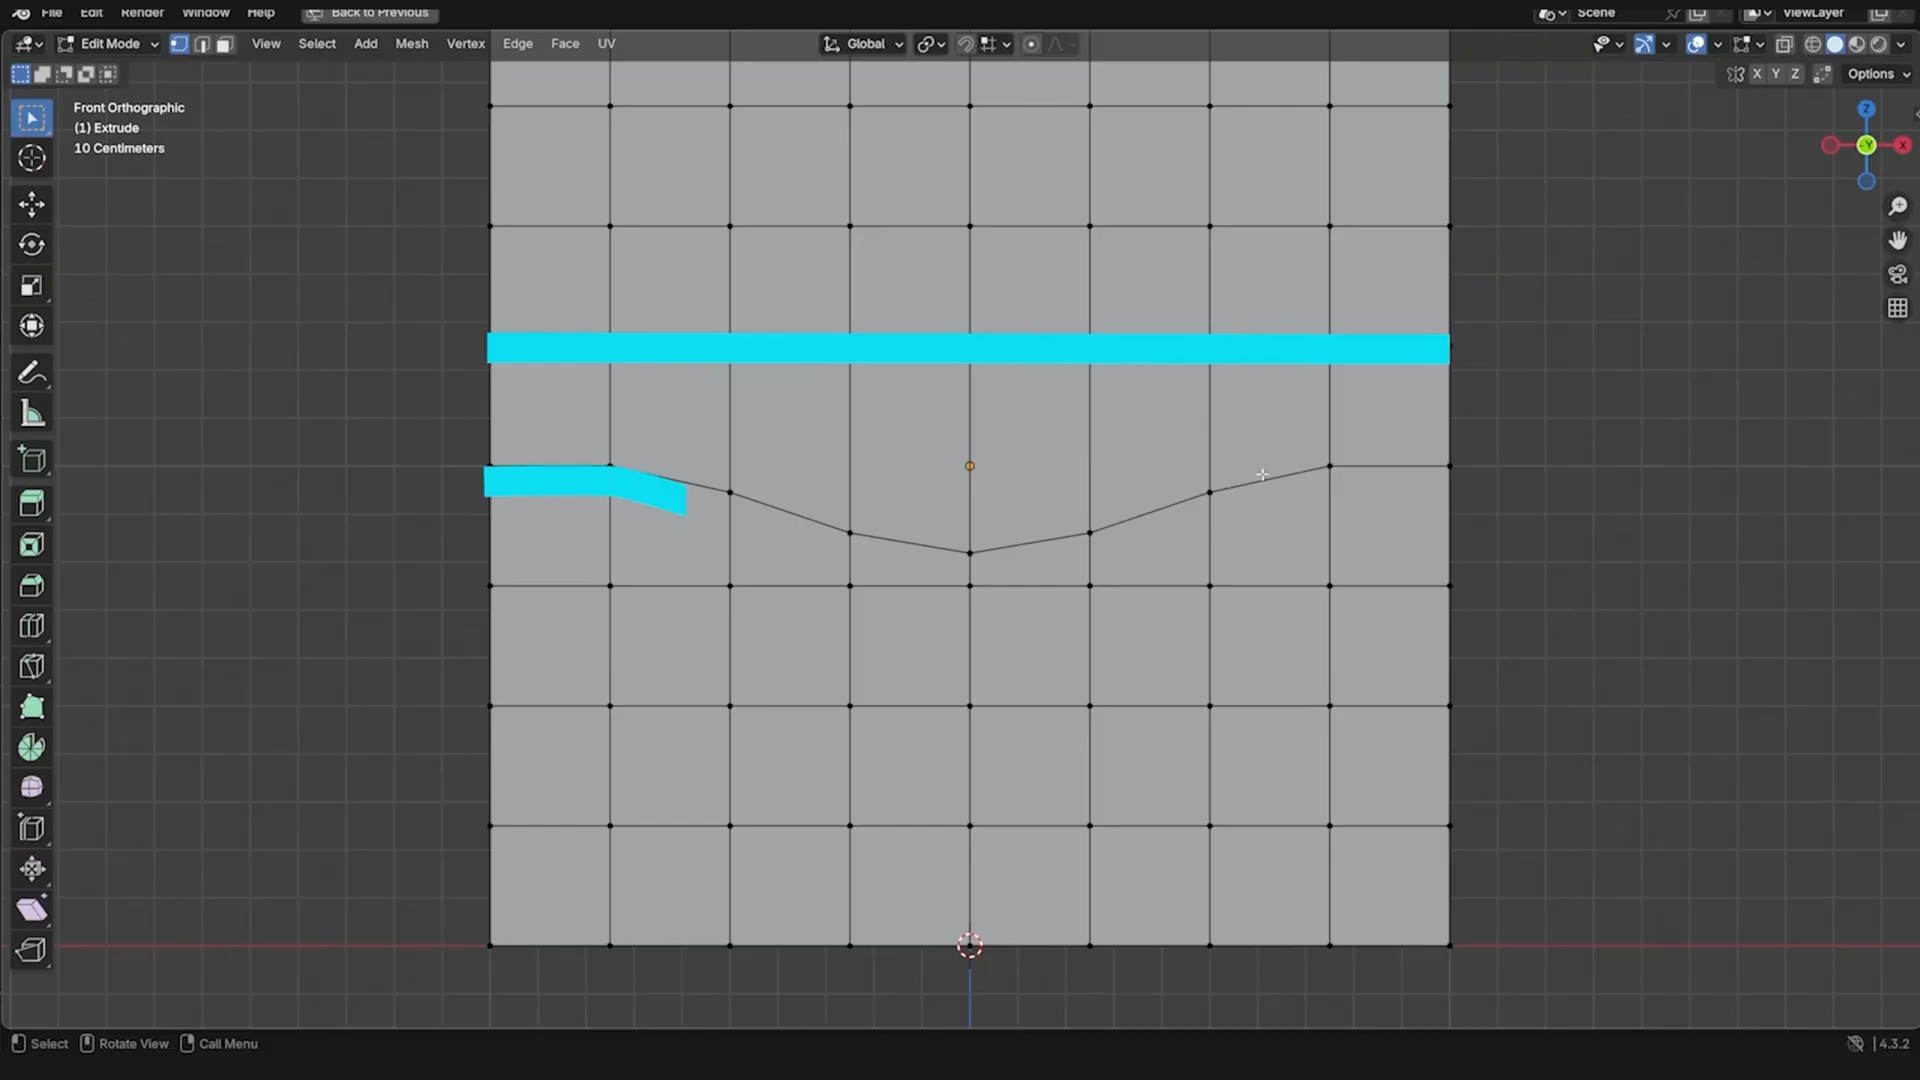 File Edit Render Window Help Back to Previous Scene ViewLayer
Edit Mode View Select Add Mesh Vertex Edge Face UV Global
X Y Z Options
Front Orthographic
(1) Extrude
10 Centimeters
Z
-Y X
Select Rotate View Call Menu 4.3.2